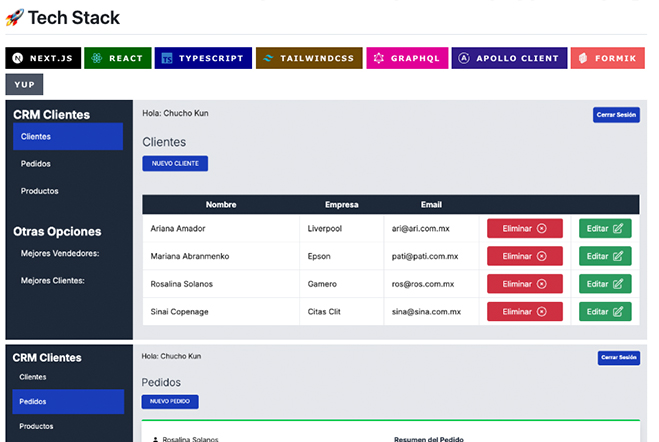 🚀 Tech Stack
NEXT.JS REACT TYPESCRIPT TAILWINDCSS GRAPHQL APOLLO CLIENT FORMIK
YUP
CRM Clientes
Clientes
Pedidos
Productos
Otras Opciones
Mejores Vendedores:
Mejores Clientes:
Hola: Chucho Kun Cerrar Sesión
Clientes
NUEVO CLIENTE
Nombre Empresa Email
Ariana Amador Liverpool ari@ari.com.mx Eliminar Editar
Mariana Abranmenko Epson pati@pati.com.mx Eliminar Editar
Rosalina Solanos Gamero ros@ros.com.mx Eliminar Editar
Sinai Copenage Citas Clit sina@sina.com.mx Eliminar Editar
CRM Clientes
Clientes
Pedidos
Productos
Hola: Chucho Kun Cerrar Sesión
Pedidos
NUEVO PEDIDO
Rosalina Solanos Resumen del Pedido